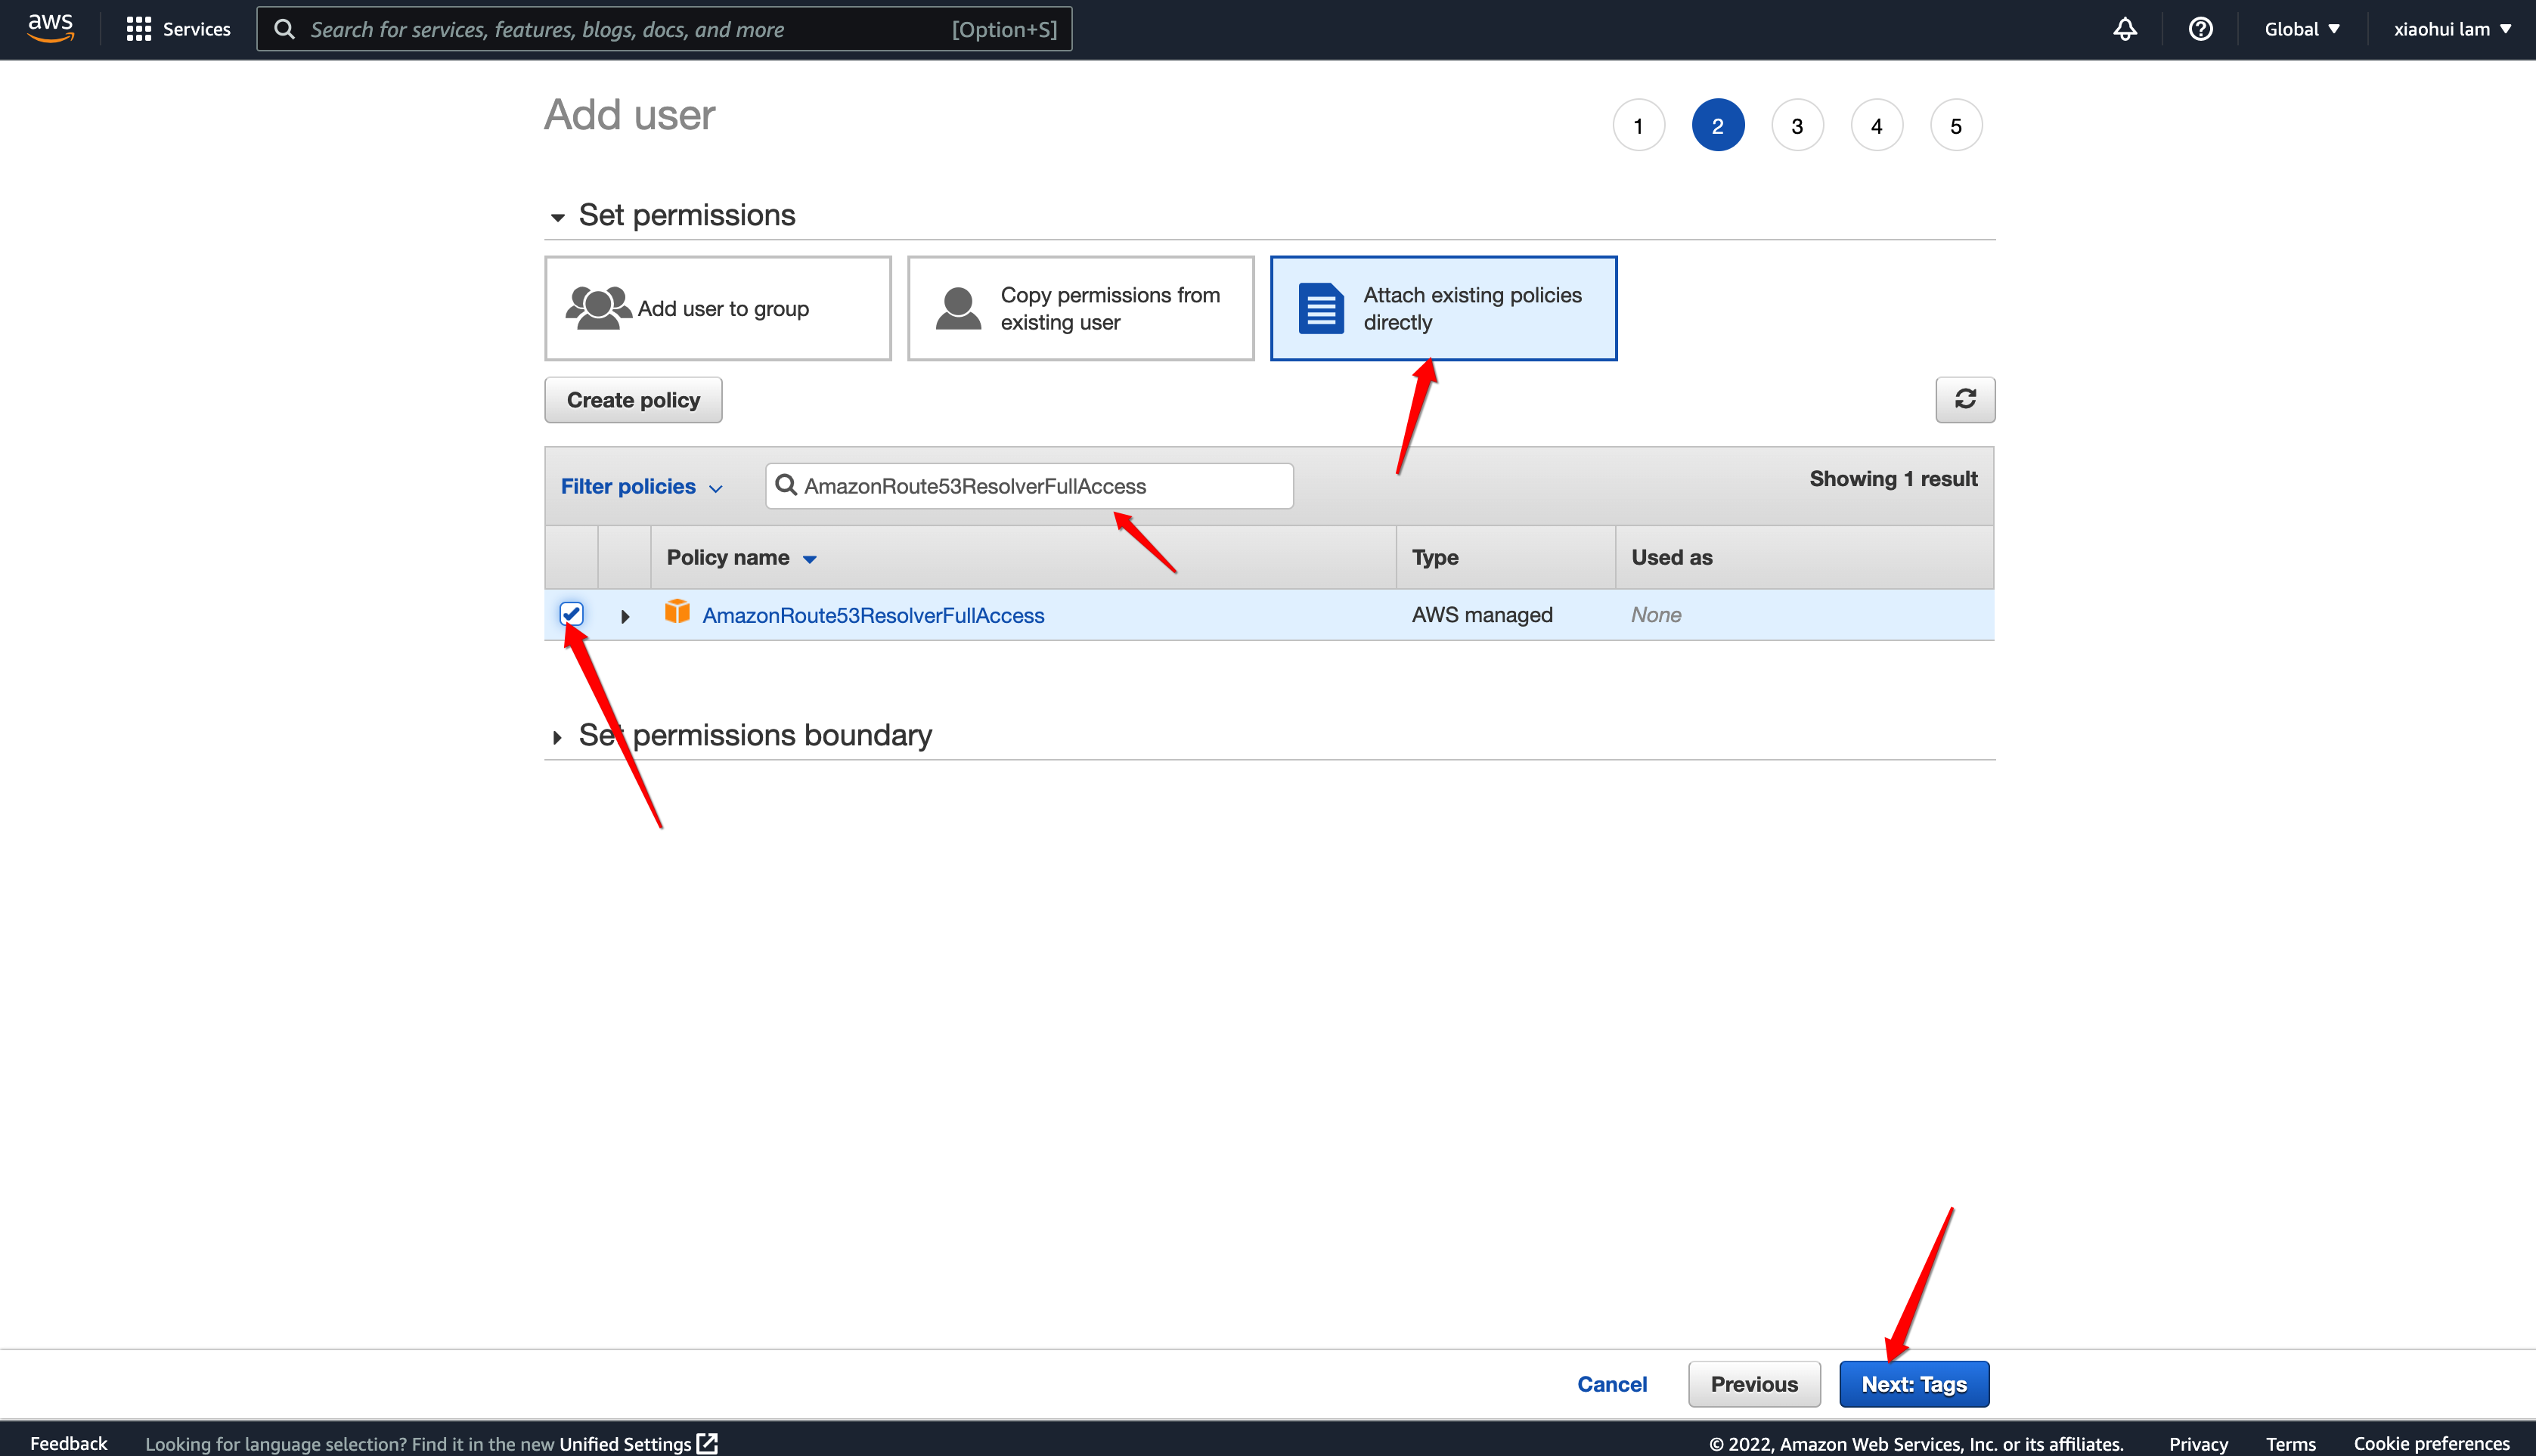 aws Services Search for services, features, blogs, docs, and more [Option+S] Global xiaohui lam
Add user 1 2 3 4 5
Set permissions
Add user to group
Copy permissions from
existing user
Attach existing policies
directly
Create policy
Filter policies AmazonRoute53ResolverFullAccess Showing 1 result
Policy name Type Used as
AmazonRoute53ResolverFullAccess AWS managed None
Set permissions boundary
Cancel Previous Next: Tags
Feedback Looking for language selection? Find it in the new Unified Settings © 2022, Amazon Web Services, Inc. or its affiliates. Privacy Terms Cookie preferences